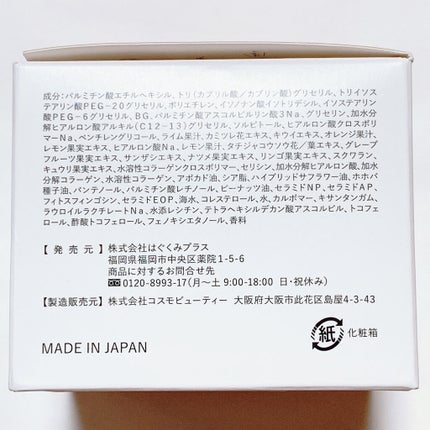 成分:パルミチン酸エチルヘキシル、トリ(カプリル酸/カプリン酸)グリセリル、トリイソス
テアリン酸PEG-20グリセリル、ポリエチレン、イソノナン酸イソトリデシル、イソステアリン
酸PEG-6グリセリル、BG、パルミチン酸アスコルビルリン酸3Na、グリセリン、加水分
解ヒアルロン酸アルキル(C12-13)グリセリル、ソルビトール、ヒアルロン酸クロスポリ
マーNa、ペンチレングリコール、ライム果汁、カミツレ花エキス、キウイエキス、オレンジ果汁、
レモン果実エキス、ヒアルロン酸Na、レモン果汁、タチジャコウソウ花/葉エキス、グレープ
フルーツ果実エキス、サンザシエキス、ナツメ果実エキス、リンゴ果実エキス、スクワラン、
キュウリ果実エキス、水溶性コラーゲンクロスポリマー、セリシン、加水分解ヒアルロン酸、加水
分解コラーゲン、水溶性コラーゲン、アボカド油、シア脂、ハイブリッドサフラワー油、ホホバ
種子油、パンテノール、パルミチン酸レチノール、ピーナッツ油、セラミドNP、セラミドAP、
フィトスフィンゴシン、セラミドEOP、海水、コレステロール、水、カルボマー、キサンタンガム、
ラウロイルラクチレートNa、水添レシチン、テトラヘキシルデカン酸アスコルビル、トコフェ
ロール、酢酸トコフェロール、フェノキシエタノール、香料
【発売元】株式会社はぐくみプラス
福岡県福岡市中央区薬院1-5-6
商品に対するお問合せ先
0120-8993-17(月~土 9:00-18:00 日・祝休み)
【製造販売元】株式会社コスモビューティー 大阪府大阪市此花区島屋4-3-43
紙 化粧箱
MADE IN JAPAN